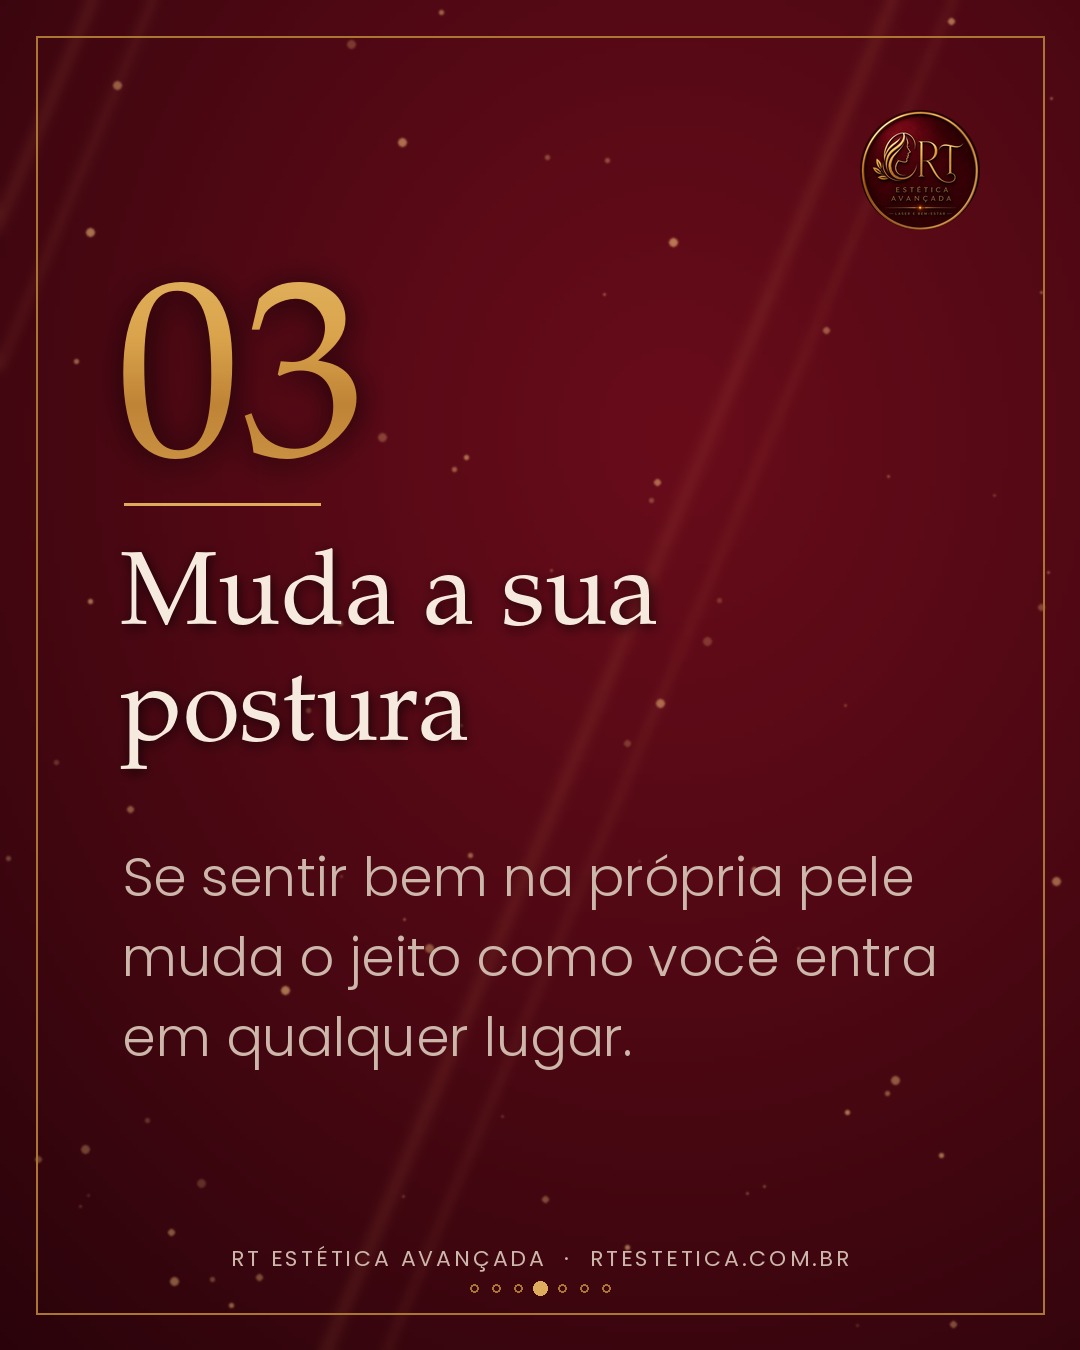 RT
ESTÉTICA
AVANÇADA
03
Muda a sua
postura
Se sentir bem na própria pele
muda o jeito como você entra
em qualquer lugar.
RT ESTÉTICA AVANÇADA · RTESTETICA.COM.BR